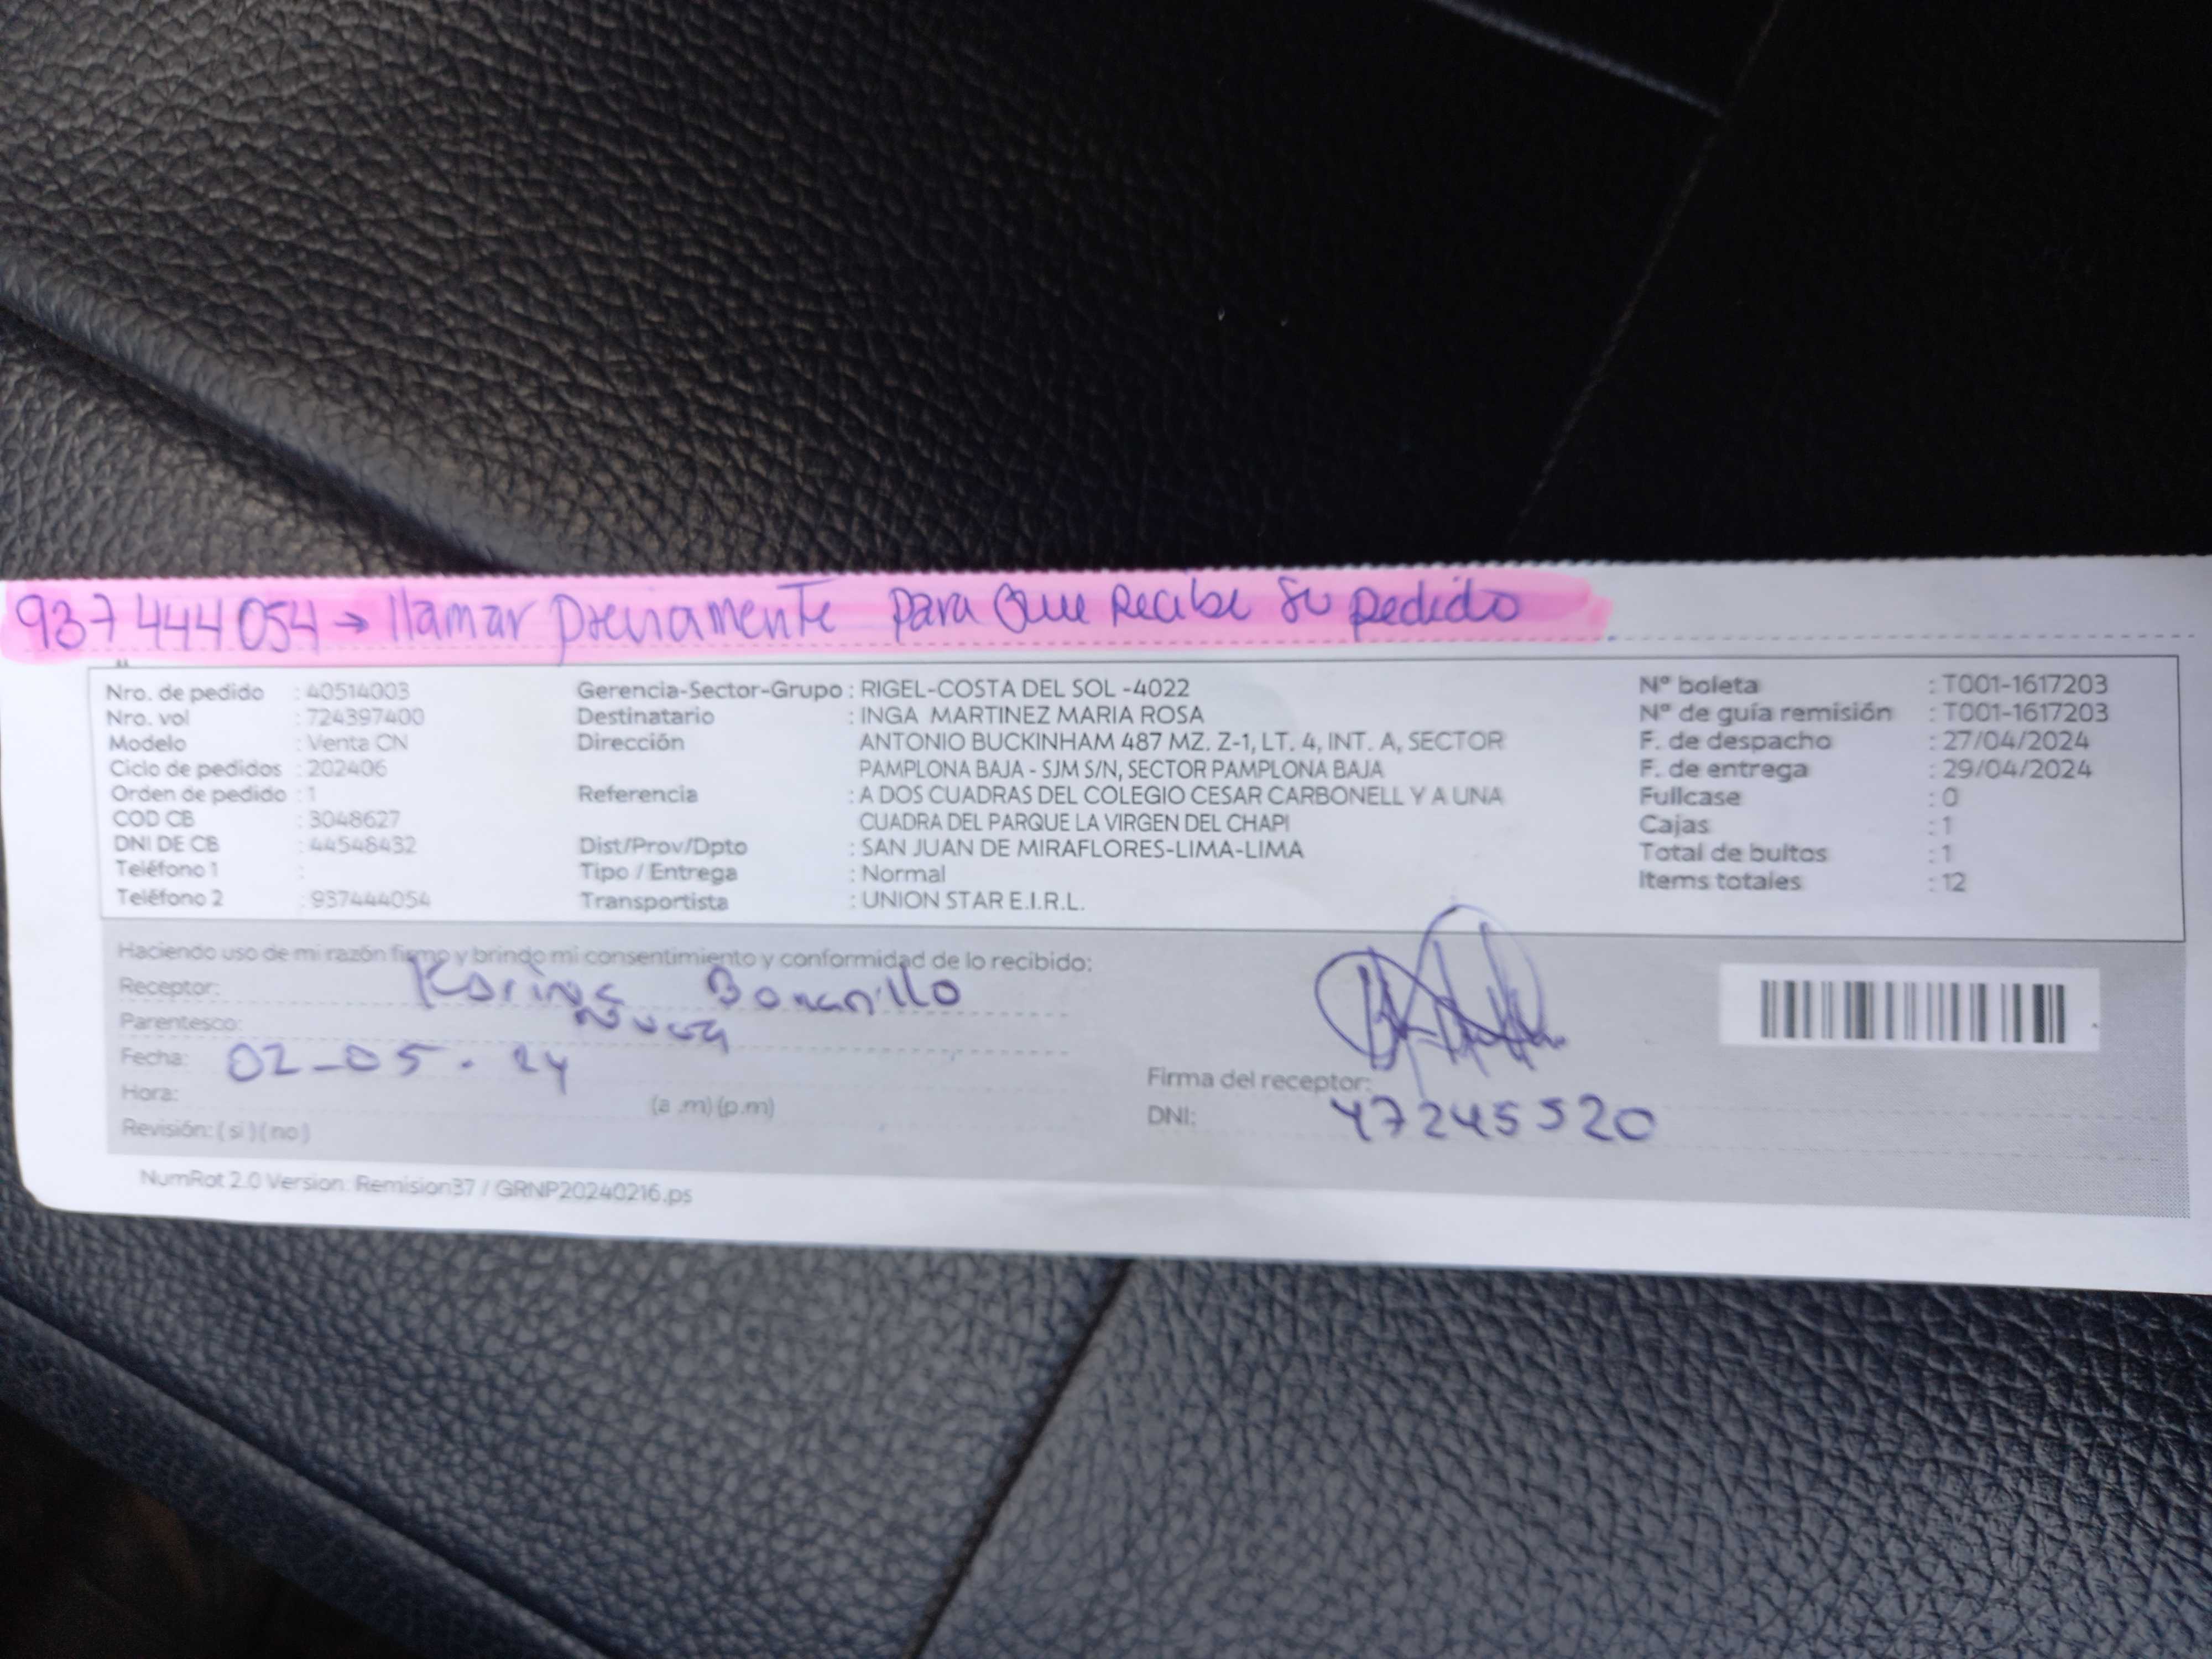 937444054 → llamar previamente para que recibe su pedido
Nro. de pedido : 40514003
Nro. vol : 724397400
Modelo : Venta CN
Ciclo de pedidos : 202406
Orden de pedido : 1
COD CB : 3048627
DNI DE CB : 44548432
Teléfono 1 :
Teléfono 2 : 937444054
Gerencia-Sector-Grupo : RIGEL-COSTA DEL SOL -4022
Destinatario : INGA MARTINEZ MARIA ROSA
Dirección ANTONIO BUCKINHAM 487 MZ. Z-1, LT. 4, INT. A, SECTOR
PAMPLONA BAJA - SJM S/N, SECTOR PAMPLONA BAJA
Referencia : A DOS CUADRAS DEL COLEGIO CESAR CARBONELL Y A UNA
CUADRA DEL PARQUE LA VIRGEN DEL CHAPI
Dist/Prov/Dpto : SAN JUAN DE MIRAFLORES-LIMA-LIMA
Tipo / Entrega : Normal
Transportista : UNION STAR E.I.R.L.
Nº boleta : T001-1617203
Nº de guía remisión : T001-1617203
F. de despacho : 27/04/2024
F. de entrega : 29/04/2024
Fullcase : 0
Cajas : 1
Total de bultos : 1
Items totales : 12
Haciendo uso de mi razón firmo y brindo mi consentimiento y conformidad de lo recibido:
Receptor: Karina
Parentesco:
Fecha: 02-05-24
Hora: (a.m) (p.m)
Revisión: ( si ) ( no )
Firma del receptor:
DNI: 47245520
NumRot 2.0 Version: Remision37 / GRNP20240216.ps